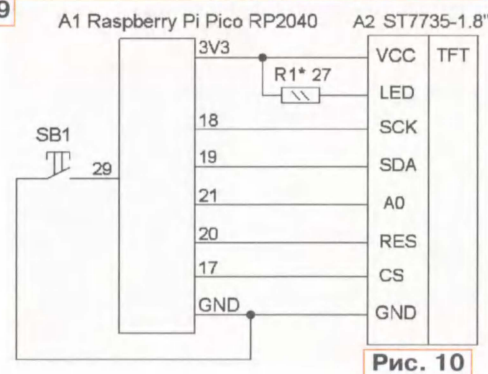 9
A1 Raspberry Pi Pico RP2040 A2 ST7735-1.8"
3V3 VCC TFT
R1* 27
LED
SB1
18 SCK
29
19 SDA
21 A0
20 RES
17 CS
GND GND
Рис. 10